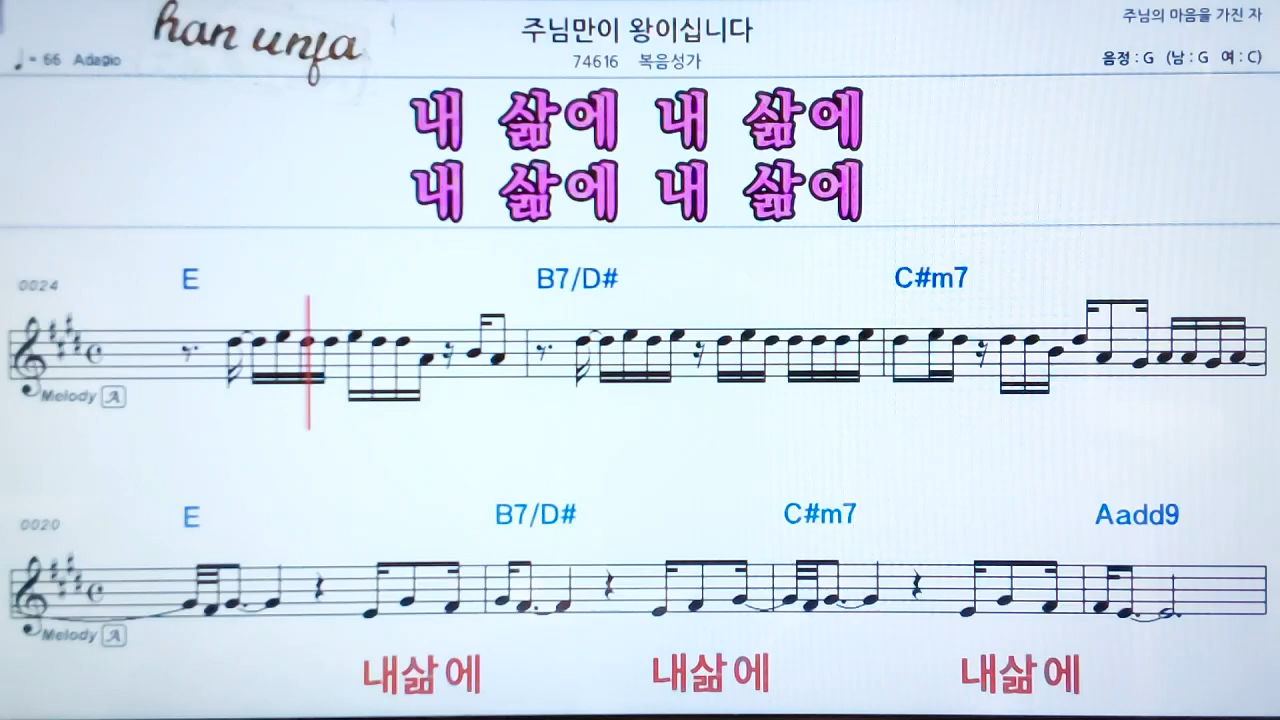 han unfa
주님만이 왕이십니다
주님의 마음을 가진 자
♩= 66 Adagio
74616 복음성가
음정 : G (남 : G 여 : C)
내 삶에 내 삶에
내 삶에 내 삶에
E B7/D# C#m7
0024
Melody A
E B7/D# C#m7 Aadd9
0020
Melody A
내삶에 내삶에 내삶에